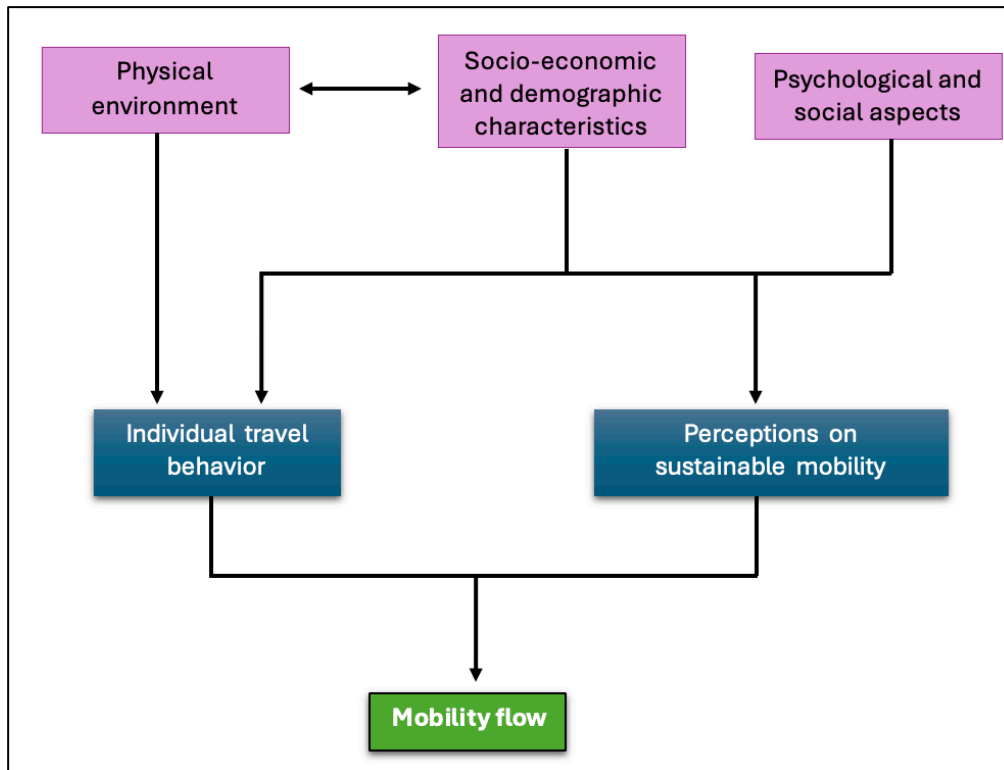 Physical
environment
Socio-economic
and demographic
characteristics
Psychological and
social aspects
Individual travel
behavior
Perceptions on
sustainable mobility
Mobility flow